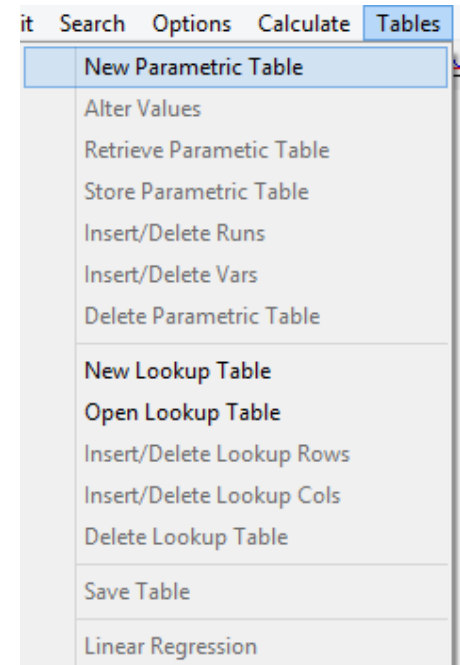 it Search Options Calculate Tables
New Parametric Table
Alter Values
Retrieve Parametic Table
Store Parametric Table
Insert/Delete Runs
Insert/Delete Vars
Delete Parametric Table
New Lookup Table
Open Lookup Table
Insert/Delete Lookup Rows
Insert/Delete Lookup Cols
Delete Lookup Table
Save Table
Linear Regression